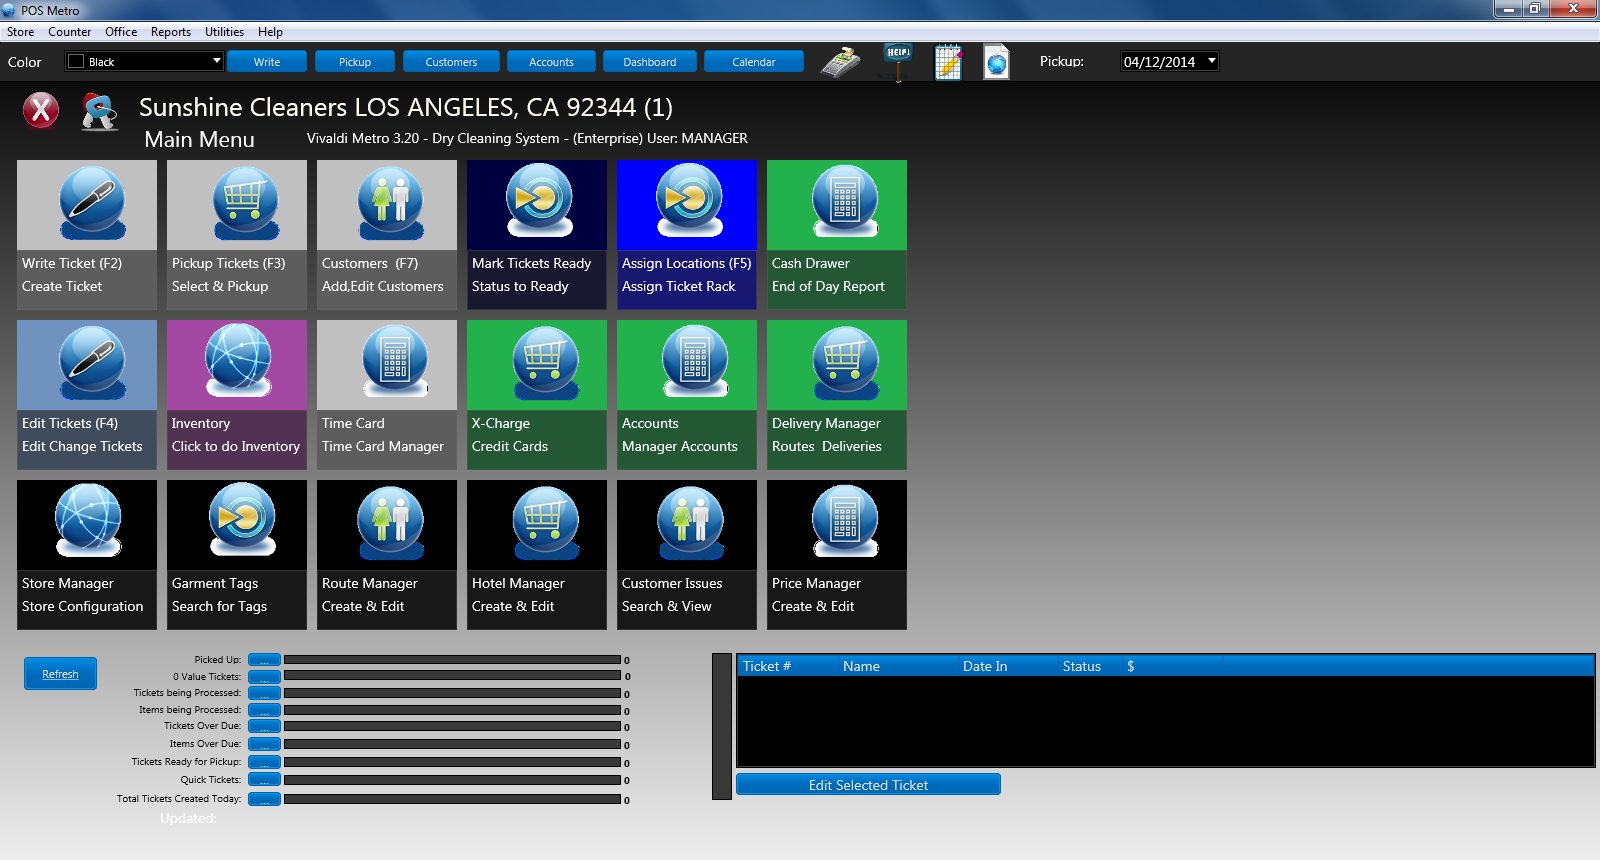 POS Metro
Store Counter Office Reports Utilities Help
Color Black Write Pickup Customers Accounts Dashboard Calendar HELP! Pickup: 04/12/2014
X Sunshine Cleaners LOS ANGELES, CA 92344 (1)
Main Menu Vivaldi Metro 3.20 - Dry Cleaning System - (Enterprise) User: MANAGER
Write Ticket (F2) Pickup Tickets (F3) Customers (F7) Mark Tickets Ready Assign Locations (F5) Cash Drawer
Create Ticket Select & Pickup Add,Edit Customers Status to Ready Assign Ticket Rack End of Day Report
Edit Tickets (F4) Inventory Time Card X-Charge Accounts Delivery Manager
Edit Change Tickets Click to do Inventory Time Card Manager Credit Cards Manager Accounts Routes Deliveries
Store Manager Garment Tags Route Manager Hotel Manager Customer Issues Price Manager
Store Configuration Search for Tags Create & Edit Create & Edit Search & View Create & Edit
Refresh
Picked Up: ... 0
0 Value Tickets: ... 0
Tickets being Processed: ... 0
Items being Processed: ... 0
Tickets Over Due: ... 0
Items Over Due: ... 0
Tickets Ready for Pickup: ... 0
Quick Tickets: ... 0
Total Tickets Created Today: ... 0
Updated:
Ticket # Name Date In Status $
Edit Selected Ticket